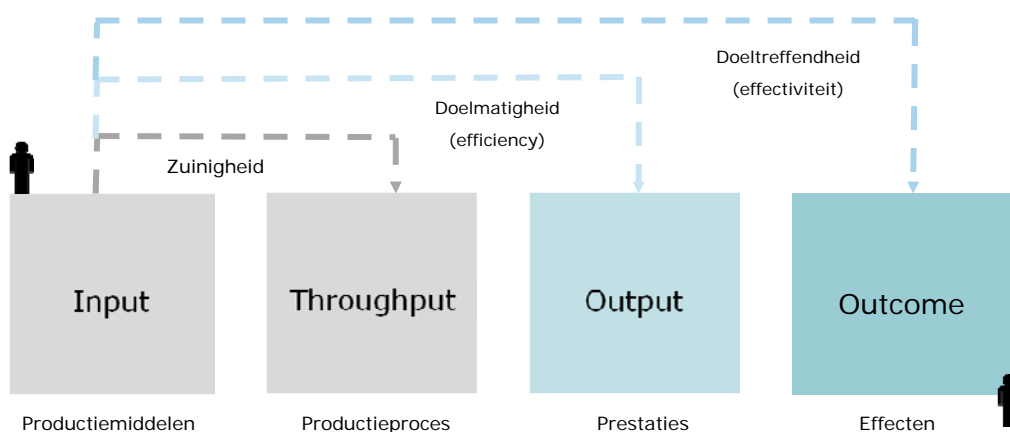 Doeltreffendheid
(effectiviteit)
Doelmatigheid
(efficiency)
Zuinigheid
Input
Throughput
Output
Outcome
Productiemiddelen
Productieproces
Prestaties
Effecten